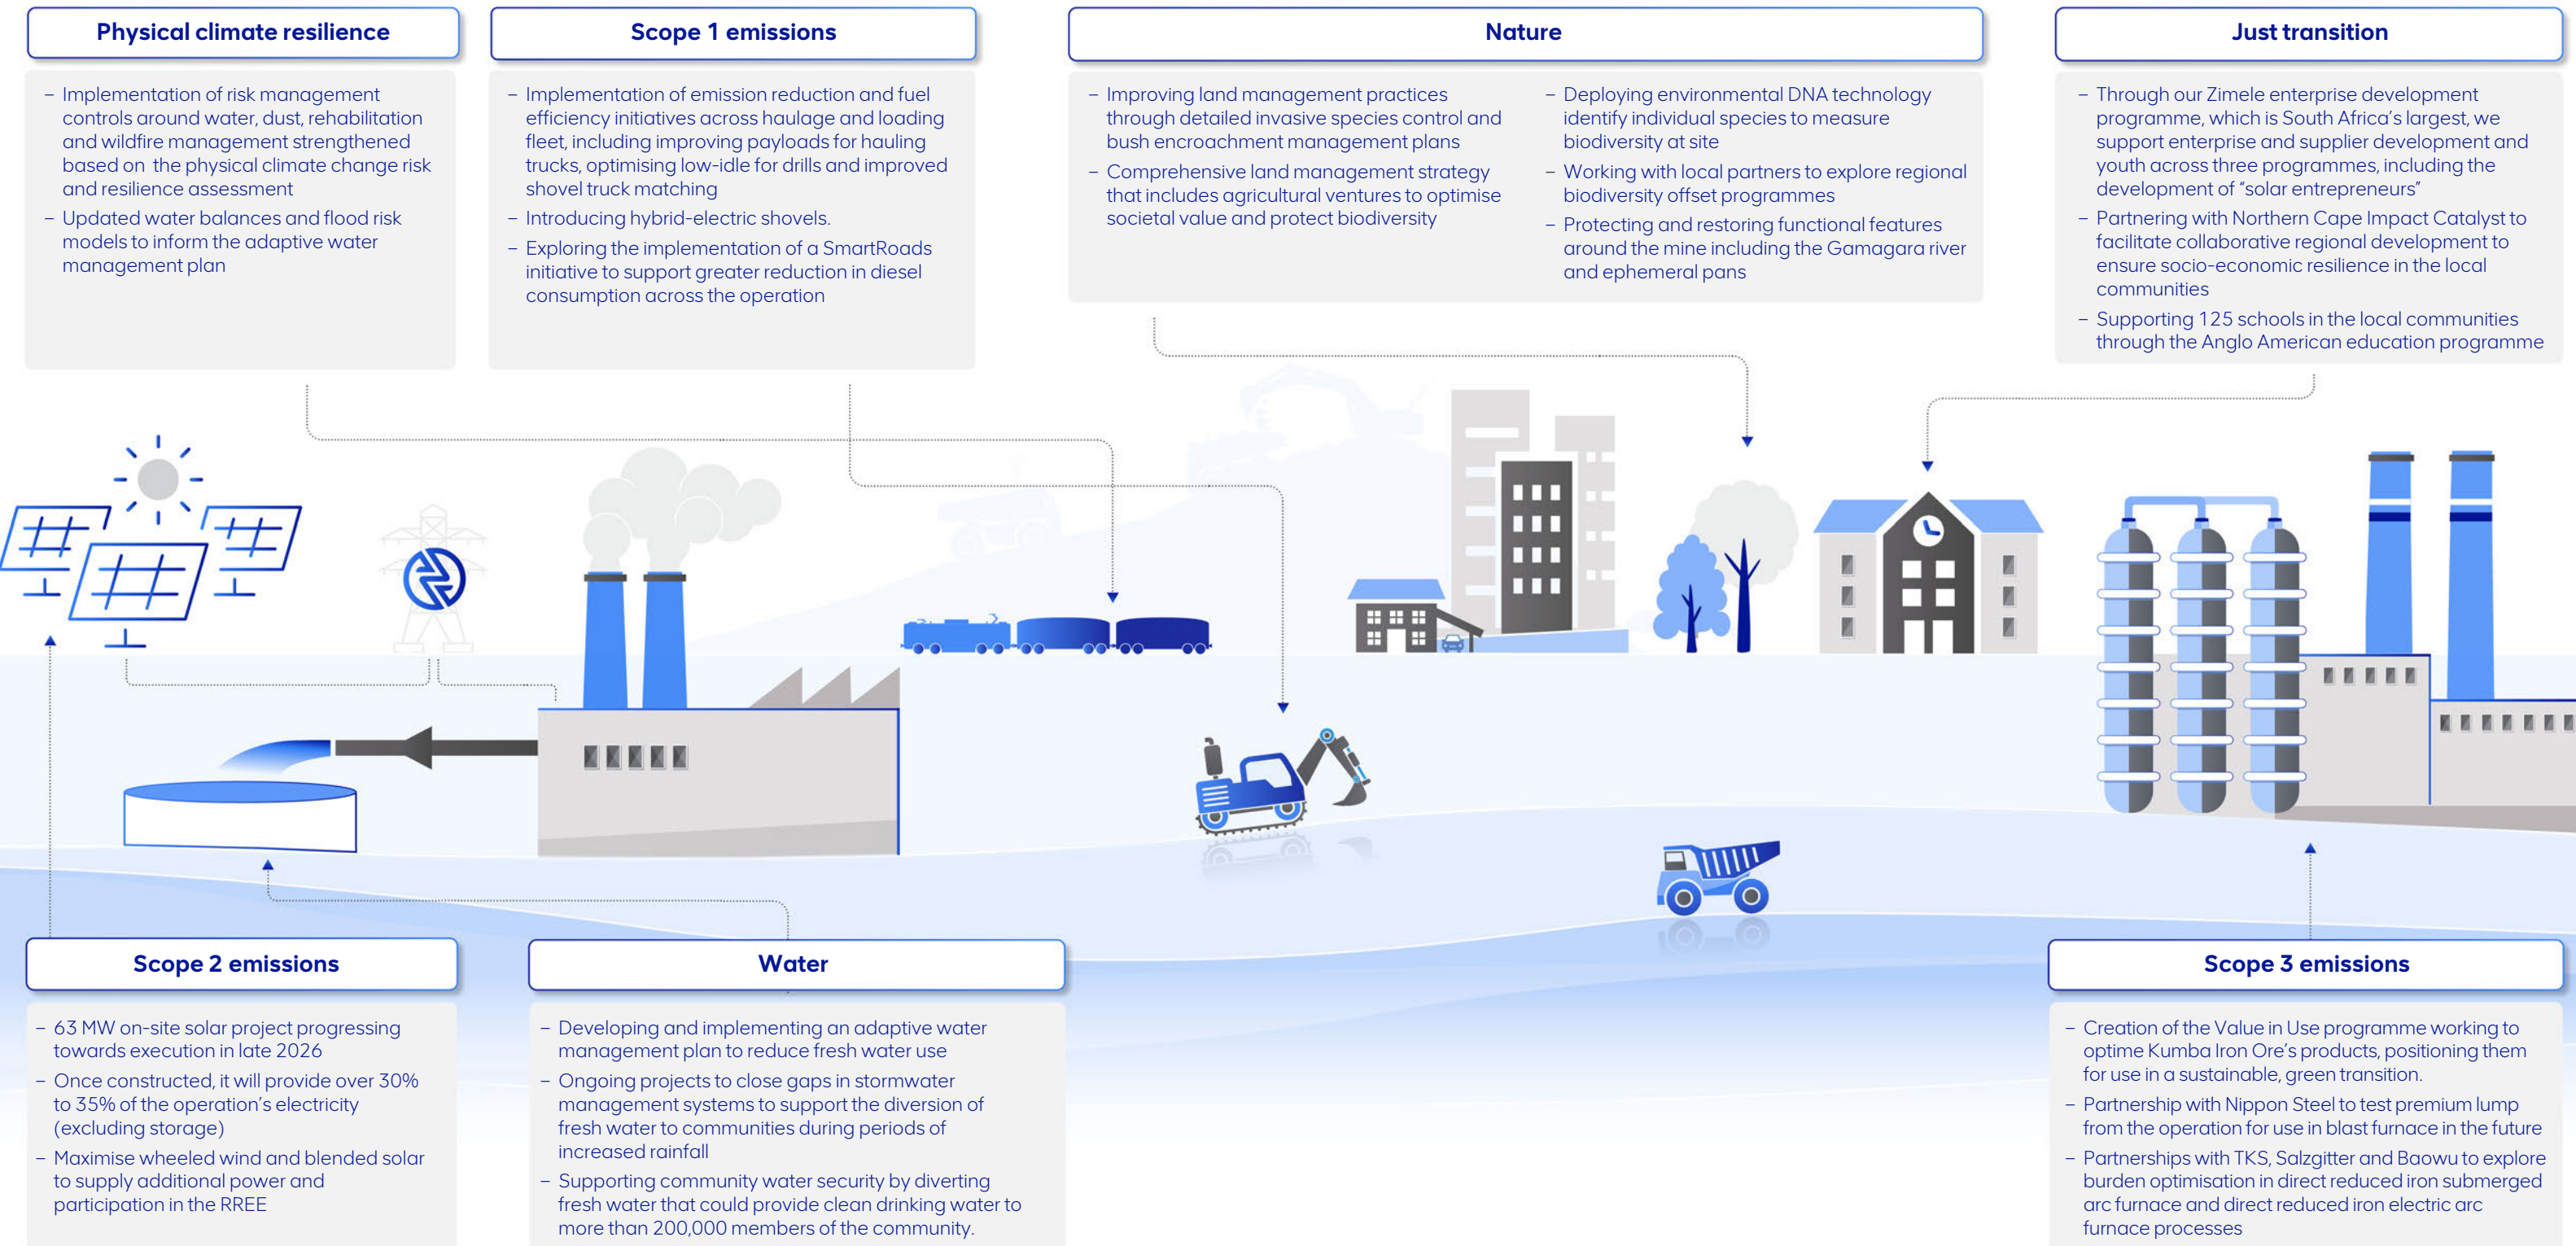 Physical climate resilience
– Implementation of risk management
controls around water, dust, rehabilitation
and wildfire management strengthened
based on the physical climate change risk
and resilience assessment
– Updated water balances and flood risk
models to inform the adaptive water
management plan
Scope 1 emissions
– Implementation of emission reduction and fuel
efficiency initiatives across haulage and loading
fleet, including improving payloads for hauling
trucks, optimising low-idle for drills and improved
shovel truck matching
– Introducing hybrid-electric shovels.
– Exploring the implementation of a SmartRoads
initiative to support greater reduction in diesel
consumption across the operation
Nature
– Improving land management practices
through detailed invasive species control and
bush encroachment management plans
– Comprehensive land management strategy
that includes agricultural ventures to optimise
societal value and protect biodiversity
– Deploying environmental DNA technology
identify individual species to measure
biodiversity at site
– Working with local partners to explore regional
biodiversity offset programmes
– Protecting and restoring functional features
around the mine including the Gamagara river
and ephemeral pans
Just transition
– Through our Zimele enterprise development
programme, which is South Africa's largest, we
support enterprise and supplier development and
youth across three programmes, including the
development of "solar entrepreneurs"
– Partnering with Northern Cape Impact Catalyst to
facilitate collaborative regional development to
ensure socio-economic resilience in the local
communities
– Supporting 125 schools in the local communities
through the Anglo American education programme
Scope 2 emissions
– 63 MW on-site solar project progressing
towards execution in late 2026
– Once constructed, it will provide over 30%
to 35% of the operation's electricity
(excluding storage)
– Maximise wheeled wind and blended solar
to supply additional power and
participation in the RREE
Water
– Developing and implementing an adaptive water
management plan to reduce fresh water use
– Ongoing projects to close gaps in stormwater
management systems to support the diversion of
fresh water to communities during periods of
increased rainfall
– Supporting community water security by diverting
fresh water that could provide clean drinking water to
more than 200,000 members of the community.
Scope 3 emissions
– Creation of the Value in Use programme working to
optime Kumba Iron Ore's products, positioning them
for use in a sustainable, green transition.
– Partnership with Nippon Steel to test premium lump
from the operation for use in blast furnace in the future
– Partnerships with TKS, Salzgitter and Baowu to explore
burden optimisation in direct reduced iron submerged
arc furnace and direct reduced iron electric arc
furnace processes